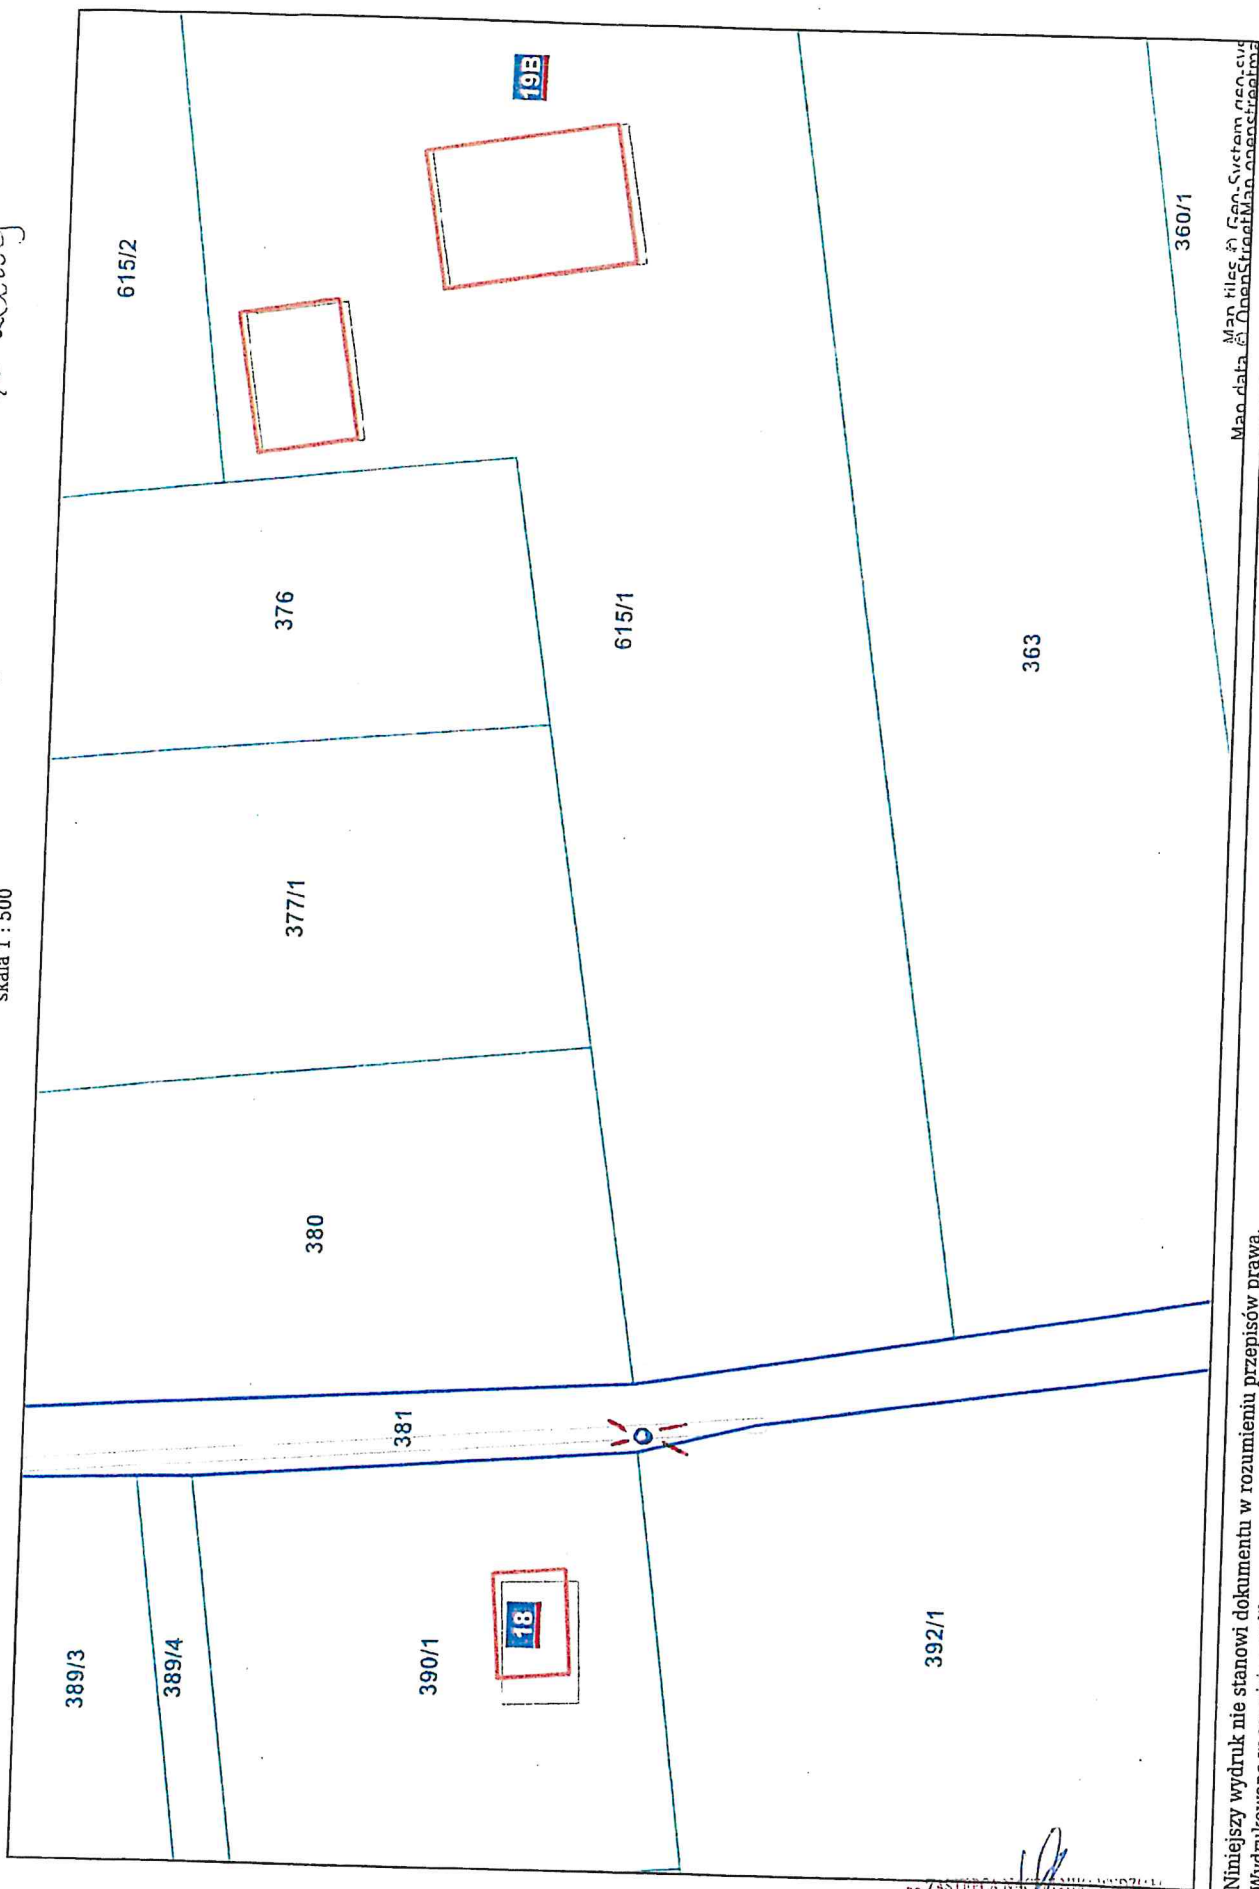 skala 1 : 500
615/2
19B
376
615/1
360/1
363
377/1
380
381
389/3
389/4
390/1
18
392/1
Map tiles © Geo-System
Map data © OpenStreetMap
Niniejszy wydruk nie stanowi dokumentu w rozumieniu przepisów prawa.